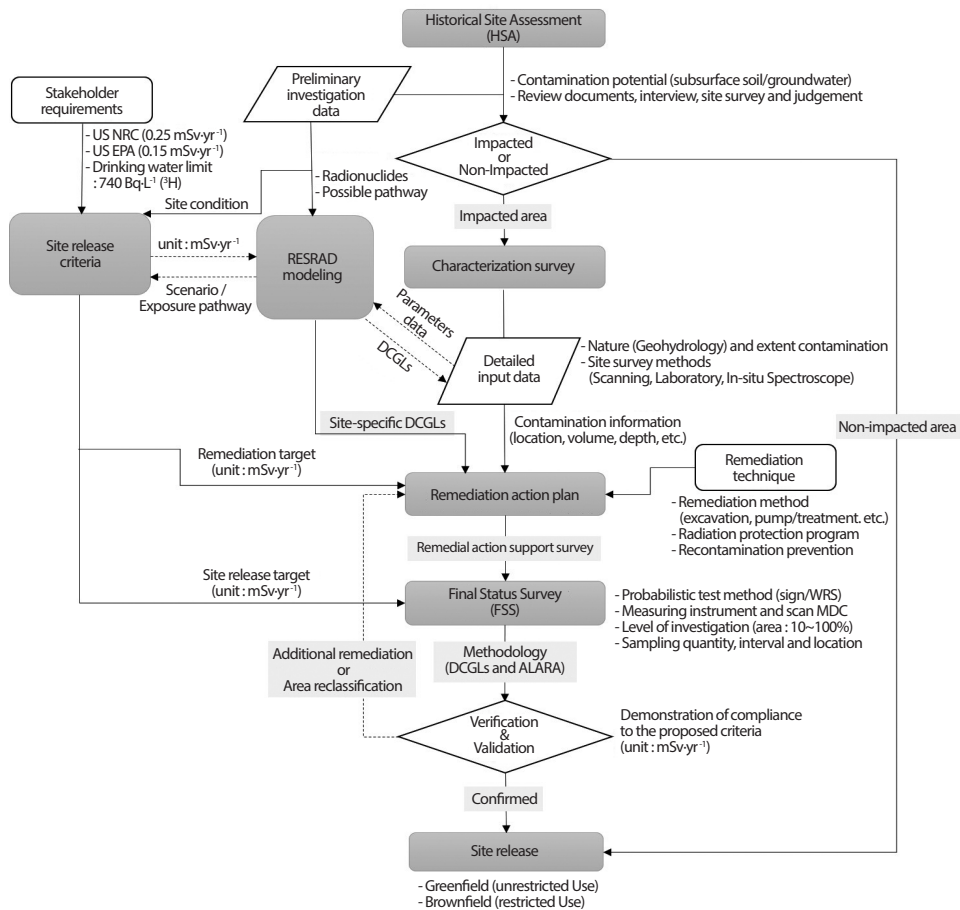 Historical Site Assessment
(HSA)
Preliminary
investigation
data
- Contamination potential (subsurface soil/groundwater)
- Review documents, interview, site survey and judgement
Stakeholder
requirements
- US NRC (0.25 mSv·yr⁻¹)
- US EPA (0.15 mSv·yr⁻¹)
- Drinking water limit
: 740 Bq·L⁻¹ (³H)
Impacted
or
Non-Impacted
- Radionuclides
- Possible pathway
Site condition
Impacted area
Site release
criteria
unit : mSv·yr⁻¹
Scenario /
Exposure pathway
RESRAD
modeling
Characterization survey
Parameters
data
DCGLs
Detailed
input data
- Nature (Geohydrology) and extent contamination
- Site survey methods
(Scanning, Laboratory, In-situ Spectroscope)
Site-specific DCGLs
Contamination information
(location, volume, depth, etc.)
Non-impacted area
Remediation target
(unit : mSv·yr⁻¹)
Remediation
technique
Remediation action plan
- Remediation method
(excavation, pump/treatment. etc.)
- Radiation protection program
- Recontamination prevention
Remedial action support survey
Site release target
(unit : mSv·yr⁻¹)
Final Status Survey
(FSS)
- Probabilistic test method (sign/WRS)
- Measuring instrument and scan MDC
- Level of investigation (area : 10~100%)
- Sampling quantity, interval and location
Additional remediation
or
Area reclassification
Methodology
(DCGLs and ALARA)
Verification
&
Validation
Demonstration of compliance
to the proposed criteria
(unit : mSv·yr⁻¹)
Confirmed
Site release
- Greenfield (unrestricted Use)
- Brownfield (restricted Use)